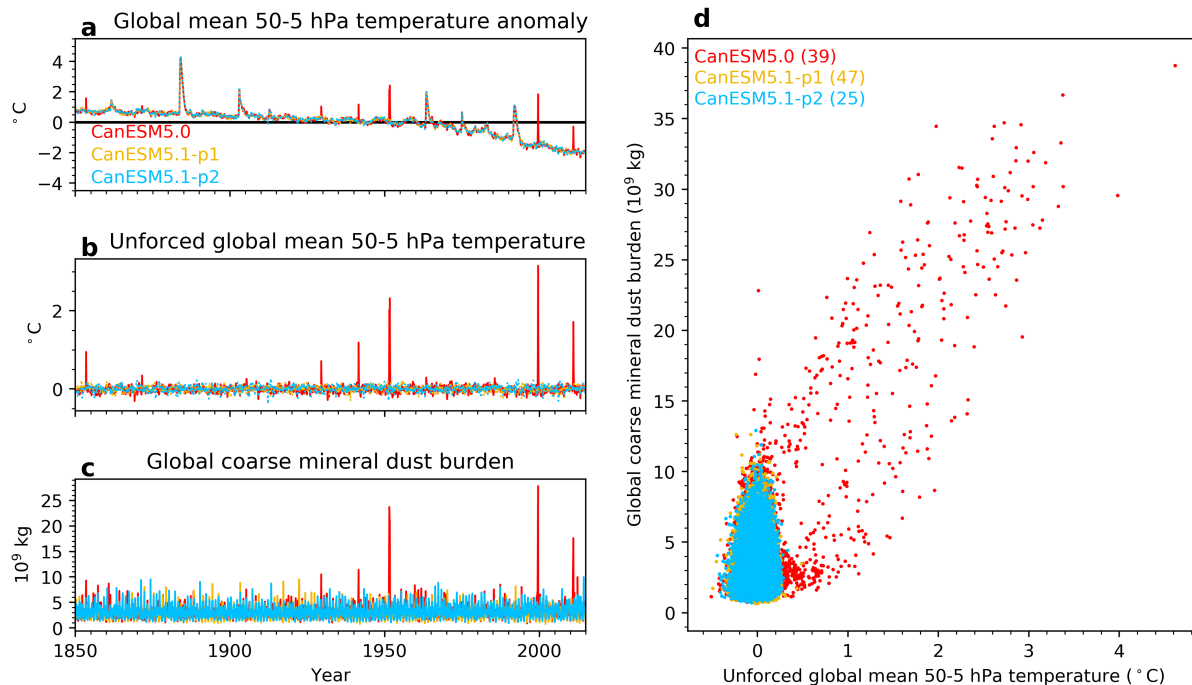 a Global mean 50-5 hPa temperature anomaly
4
2
0
−2
−4
°C
CanESM5.0
CanESM5.1-p1
CanESM5.1-p2
b Unforced global mean 50-5 hPa temperature
2
0
°C
c Global coarse mineral dust burden
25
20
15
10
5
0
10⁹ kg
1850 1900 1950 2000
Year
d
40
35
30
25
20
15
10
5
0
Global coarse mineral dust burden (10⁹ kg)
CanESM5.0 (39)
CanESM5.1-p1 (47)
CanESM5.1-p2 (25)
0 1 2 3 4
Unforced global mean 50-5 hPa temperature (°C)